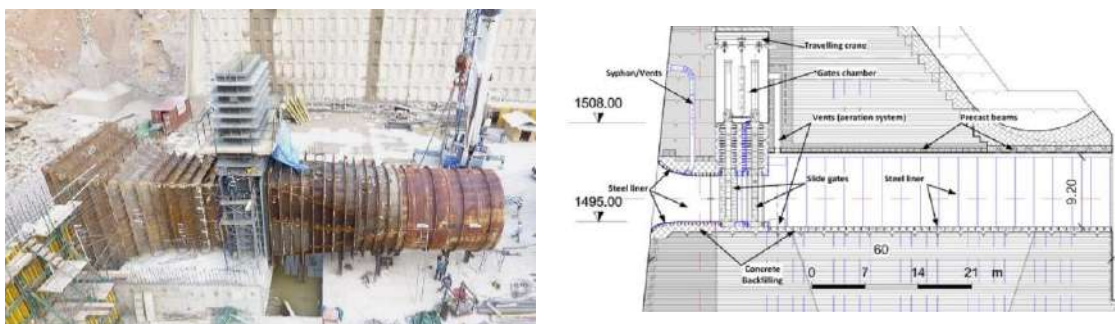 Travelling crane
Syphan/Vents
Gates chamber
1508.00
Vents (aeration system)
Precast beams
Steel liner
Slide gates
Steel liner
1495.00
9.20
60
Concrete
Backfilling
0 7 14 21 m